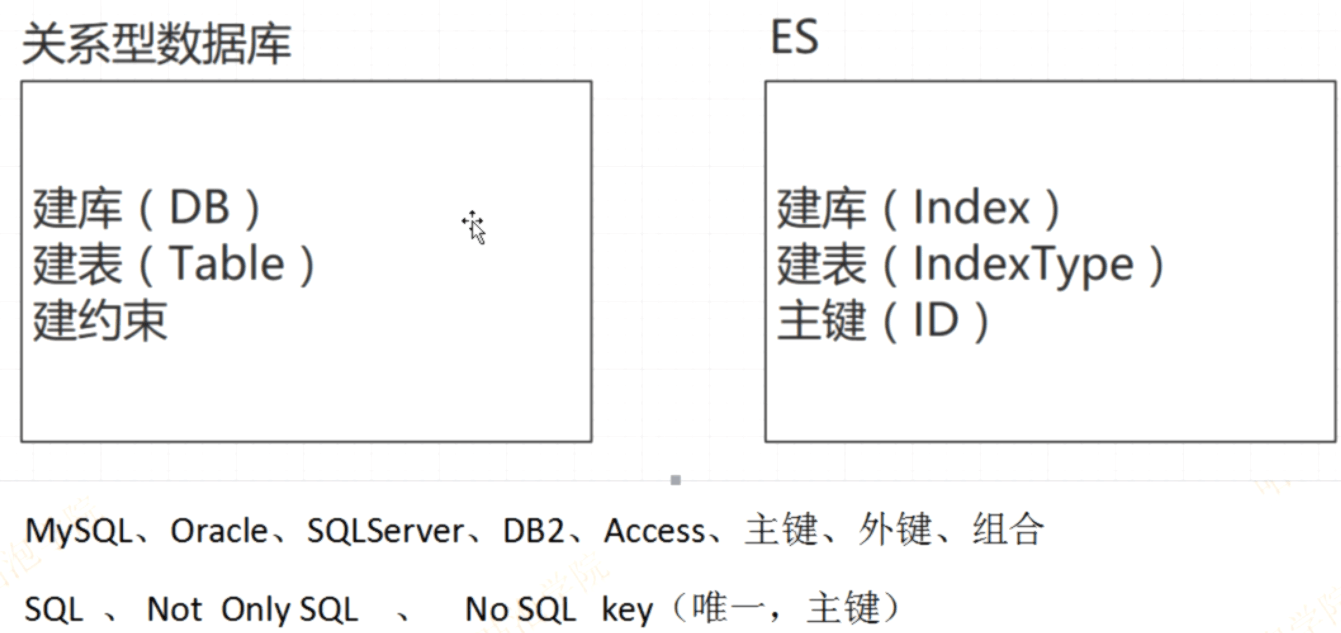 关系型数据库
ES
建库（DB）
建表（Table）
建约束
建库（Index）
建表（IndexType）
主键（ID）
MySQL、Oracle、SQLServer、DB2、Access、主键、外键、组合
SQL 、 Not Only SQL 、 No SQL key（唯一，主键）